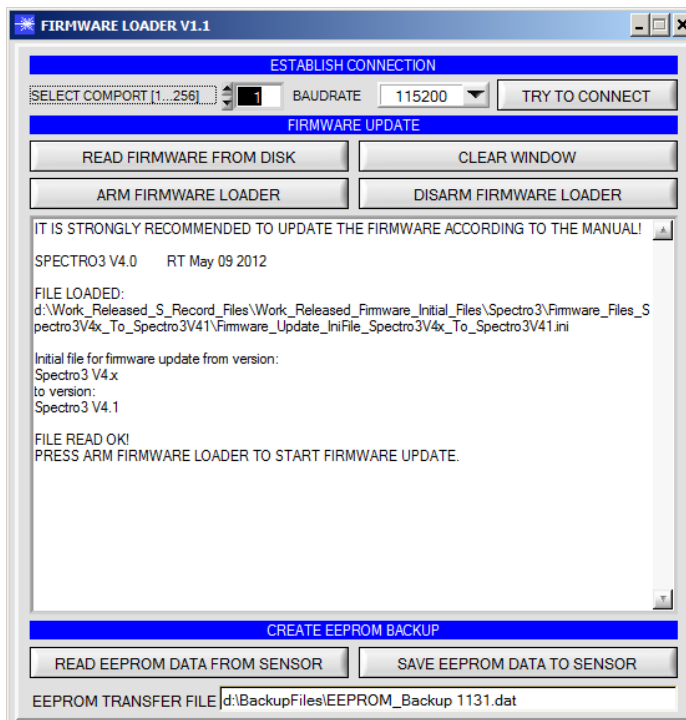 FIRMWARE LOADER V1.1
ESTABLISH CONNECTION
SELECT COMPORT [1...256] 1 BAUDRATE 115200 TRY TO CONNECT
FIRMWARE UPDATE
READ FIRMWARE FROM DISK CLEAR WINDOW
ARM FIRMWARE LOADER DISARM FIRMWARE LOADER
IT IS STRONGLY RECOMMENDED TO UPDATE THE FIRMWARE ACCORDING TO THE MANUAL!
SPECTRO3 V4.0 RT May 09 2012
FILE LOADED:
d:\Work_Released_S_Record_Files\Work_Released_Firmware_Initial_Files\Spectro3\Firmware_Files_S
pectro3V4x_To_Spectro3V41\Firmware_Update_IniFile_Spectro3V4x_To_Spectro3V41.ini
Initial file for firmware update from version:
Spectro3 V4.x
to version:
Spectro3 V4.1
FILE READ OK!
PRESS ARM FIRMWARE LOADER TO START FIRMWARE UPDATE.
CREATE EEPROM BACKUP
READ EEPROM DATA FROM SENSOR SAVE EEPROM DATA TO SENSOR
EEPROM TRANSFER FILE d:\BackupFiles\EEPROM_Backup 1131.dat